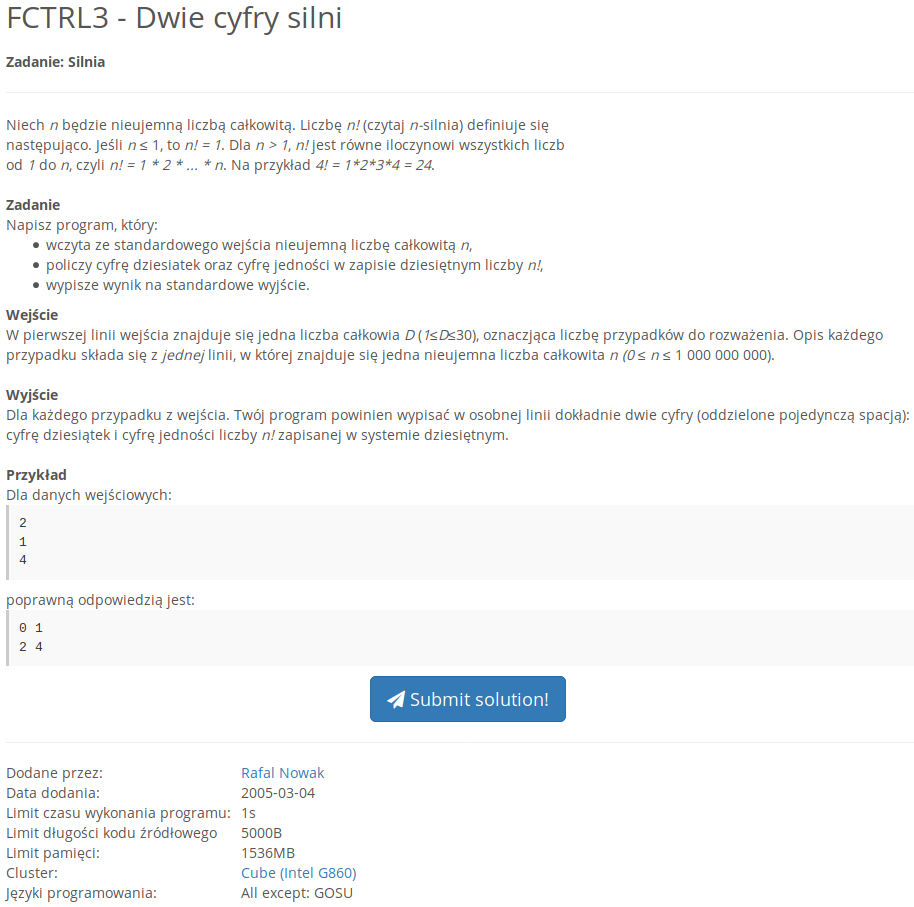 FCTRL3 - Dwie cyfry silni
Zadanie: Silnia
Niech n będzie nieujemną liczbą całkowitą. Liczbę n! (czytaj n-silnia) definiuje się
następująco. Jeśli n ≤ 1, to n! = 1. Dla n > 1, n! jest równe iloczynowi wszystkich liczb
od 1 do n, czyli n! = 1 * 2 * ... * n. Na przykład 4! = 1*2*3*4 = 24.
Zadanie
Napisz program, który:
• wczyta ze standardowego wejścia nieujemną liczbę całkowitą n,
• policzy cyfrę dziesiatek oraz cyfrę jedności w zapisie dziesiętnym liczby n!,
• wypisze wynik na standardowe wyjście.
Wejście
W pierwszej linii wejścia znajduje się jedna liczba całkowia D (1≤D≤30), oznaczjąca liczbę przypadków do rozważenia. Opis każdego
przypadku składa się z jednej linii, w której znajduje się jedna nieujemna liczba całkowita n (0 ≤ n ≤ 1 000 000 000).
Wyjście
Dla każdego przypadku z wejścia. Twój program powinien wypisać w osobnej linii dokładnie dwie cyfry (oddzielone pojedynczą spacją):
cyfrę dziesiątek i cyfrę jedności liczby n! zapisanej w systemie dziesiętnym.
Przykład
Dla danych wejściowych:
2
1
4
poprawną odpowiedzią jest:
0 1
2 4
Submit solution!
Dodane przez: Rafal Nowak
Data dodania: 2005-03-04
Limit czasu wykonania programu: 1s
Limit długości kodu źródłowego 5000B
Limit pamięci: 1536MB
Cluster: Cube (Intel G860)
Języki programowania: All except: GOSU